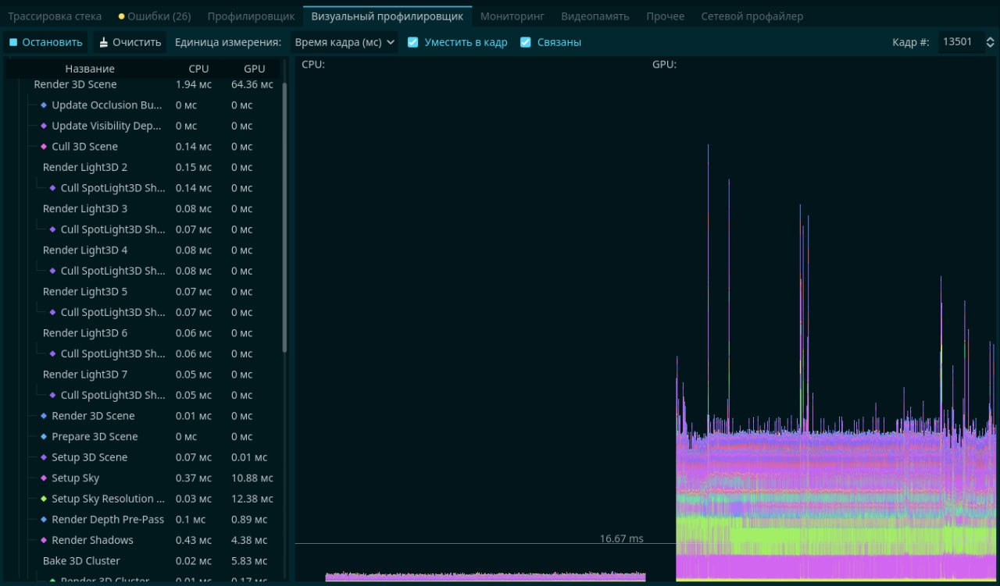 Трассировка стека Ошибки (26) Профилировщик Визуальный профилировщик Мониторинг Видеопамять Прочее Сетевой профайлер
Остановить Очистить Единица измерения: Время кадра (мс) Уместить в кадр Связаны Кадр #: 13501
Название CPU GPU
Render 3D Scene 1.94 мс 64.36 мс
Update Occlusion Bu... 0 мс 0 мс
Update Visibility Dep... 0 мс 0 мс
Cull 3D Scene 0.14 мс 0 мс
Render Light3D 2 0.15 мс 0 мс
Cull SpotLight3D Sh... 0.14 мс 0 мс
Render Light3D 3 0.08 мс 0 мс
Cull SpotLight3D Sh... 0.07 мс 0 мс
Render Light3D 4 0.08 мс 0 мс
Cull SpotLight3D Sh... 0.08 мс 0 мс
Render Light3D 5 0.07 мс 0 мс
Cull SpotLight3D Sh... 0.07 мс 0 мс
Render Light3D 6 0.06 мс 0 мс
Cull SpotLight3D Sh... 0.06 мс 0 мс
Render Light3D 7 0.05 мс 0 мс
Cull SpotLight3D Sh... 0.05 мс 0 мс
Render 3D Scene 0.01 мс 0 мс
Prepare 3D Scene 0 мс 0 мс
Setup 3D Scene 0.07 мс 0.01 мс
Setup Sky 0.37 мс 10.88 мс
Setup Sky Resolution ... 0.03 мс 12.38 мс
Render Depth Pre-Pass 0.1 мс 0.89 мс
Render Shadows 0.43 мс 4.38 мс
Bake 3D Cluster 0.02 мс 5.83 мс
Render 3D Cluster 0.01 мс 0.17 мс
CPU:
GPU:
16.67 ms